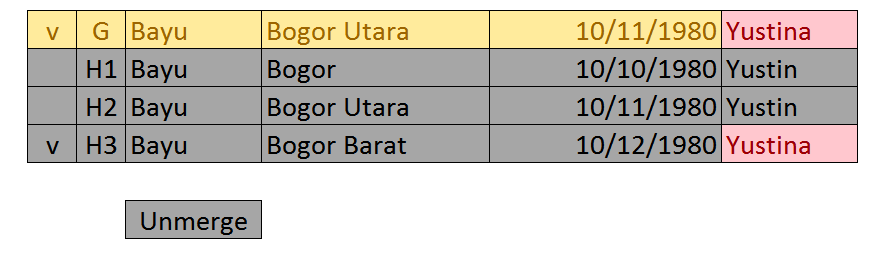 v G Bayu Bogor Utara 10/11/1980 Yustina
H1 Bayu Bogor 10/10/1980 Yustin
H2 Bayu Bogor Utara 10/11/1980 Yustin
v H3 Bayu Bogor Barat 10/12/1980 Yustina
Unmerge